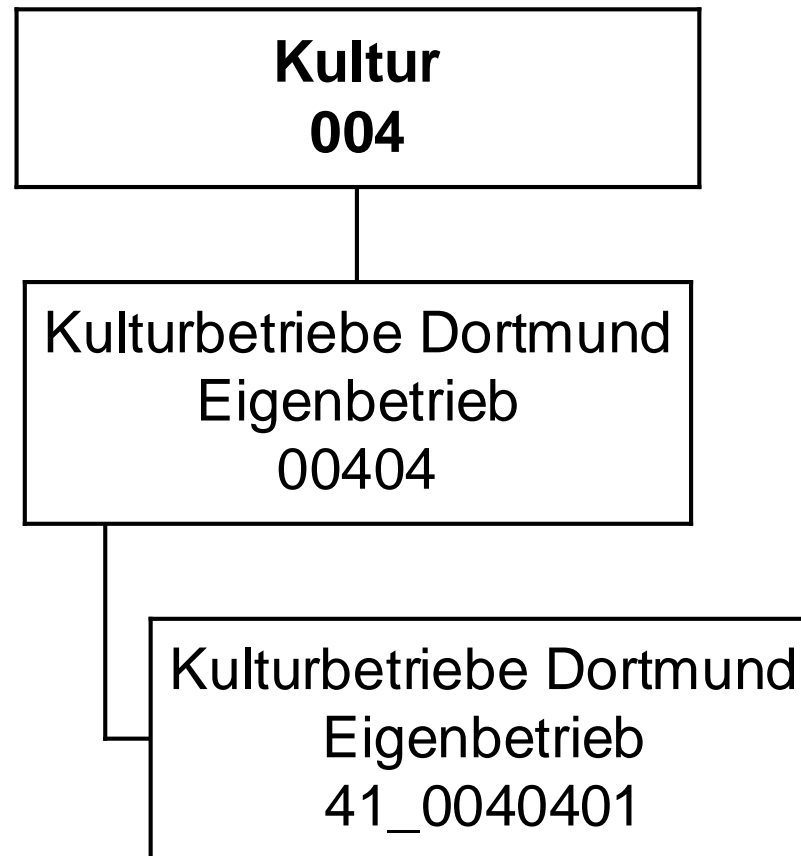 Kultur
004
Kulturbetriebe Dortmund
Eigenbetrieb
00404
Kulturbetriebe Dortmund
Eigenbetrieb
41_0040401